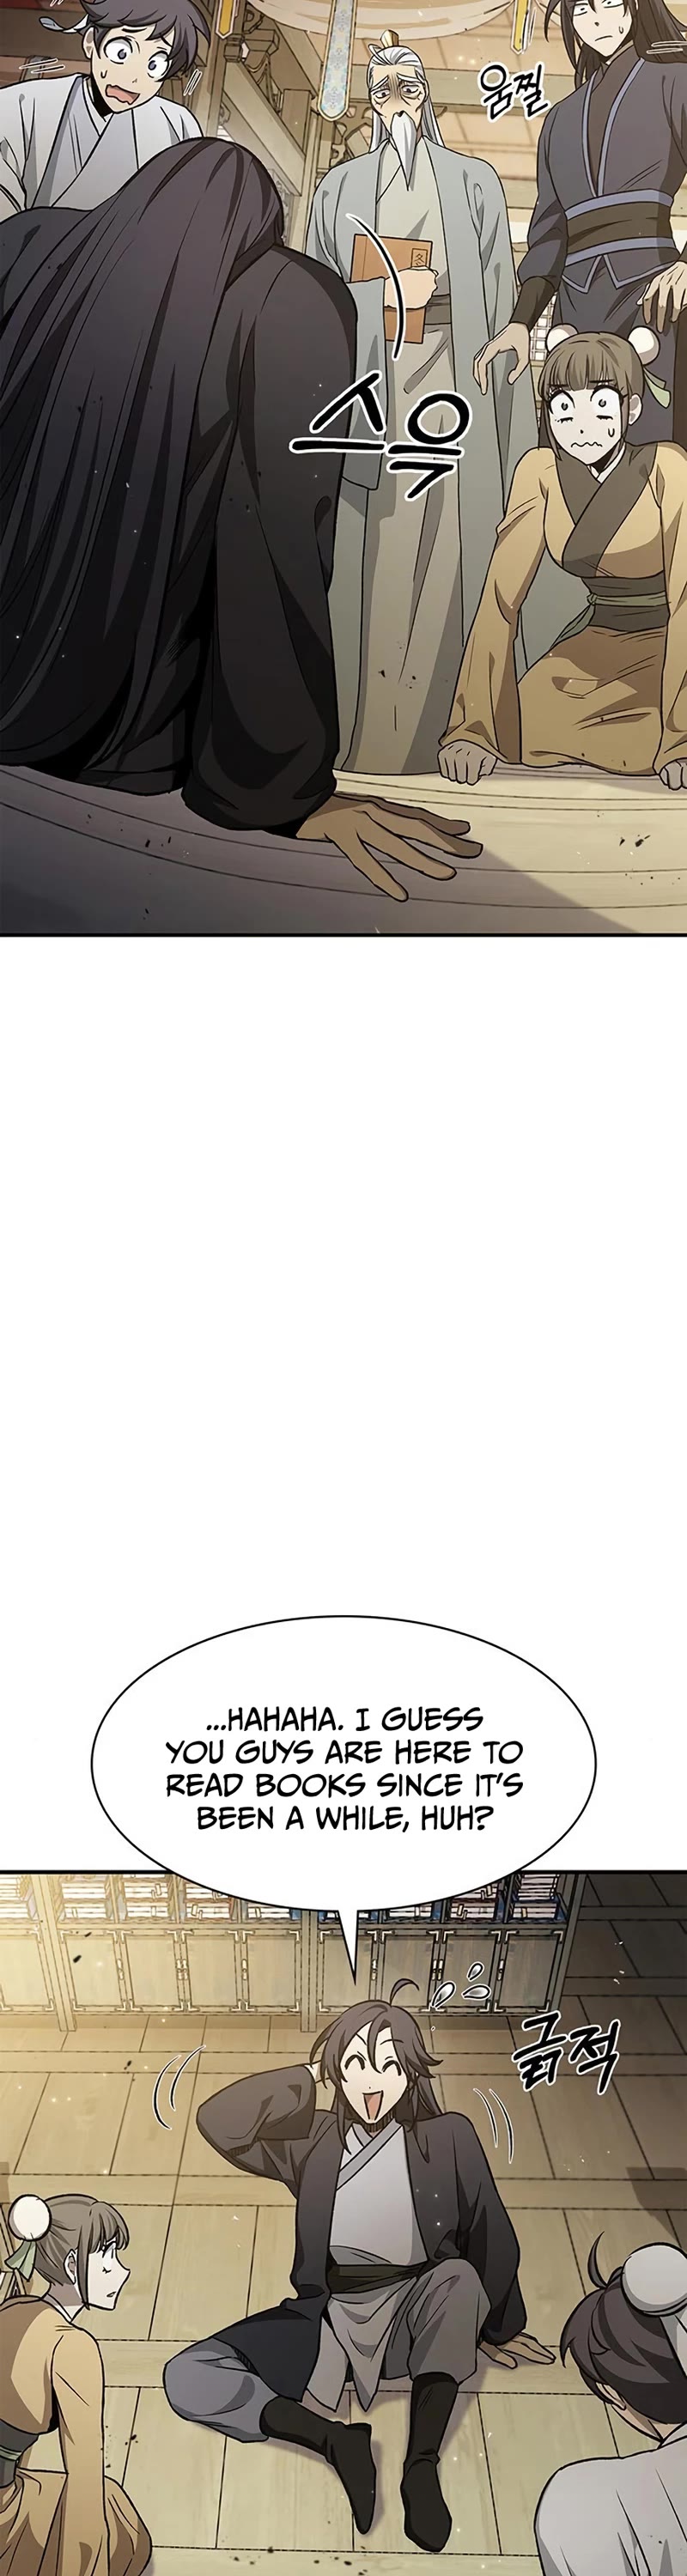 움찔
스윽
...HAHAHA. I GUESS
YOU GUYS ARE HERE TO
READ BOOKS SINCE IT'S
BEEN A WHILE, HUH?
긁적